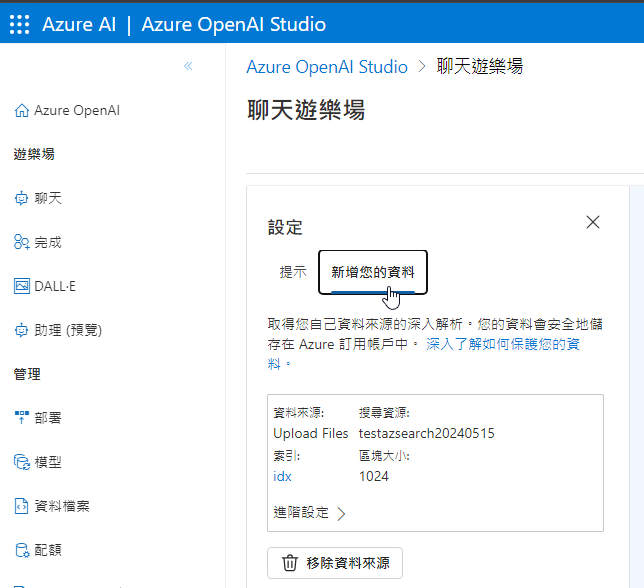 Azure AI | Azure OpenAI Studio
Azure OpenAI Studio > 聊天遊樂場
聊天遊樂場
Azure OpenAI
遊樂場
聊天
完成
DALL·E
助理 (預覽)
管理
部署
模型
資料檔案
配額
設定
提示 新增您的資料
取得您自己資料來源的深入解析。您的資料會安全地儲
存在 Azure 訂用帳戶中。 深入了解如何保護您的資
料。
資料來源: 搜尋資源:
Upload Files testazsearch20240515
索引: 區塊大小:
idx 1024
進階設定
移除資料來源